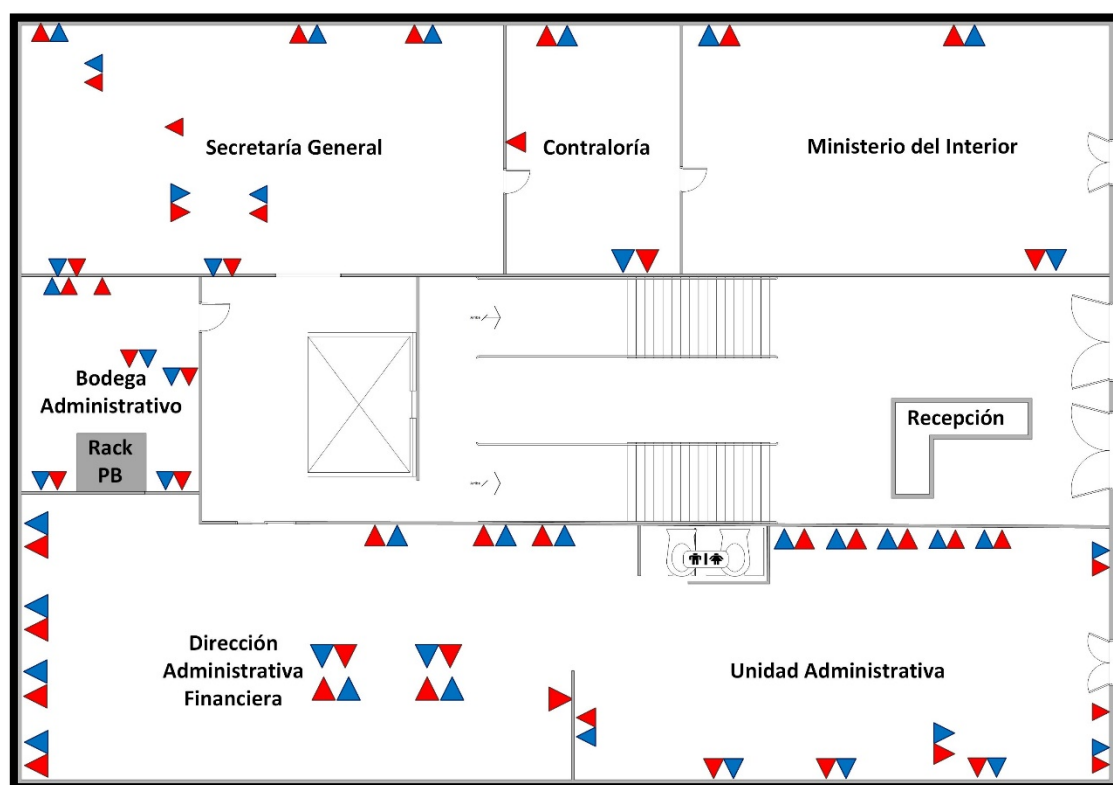 Secretaría General
Contraloría
Ministerio del Interior
Bodega
Administrativo
Rack
PB
Recepción
Dirección
Administrativa
Financiera
Unidad Administrativa